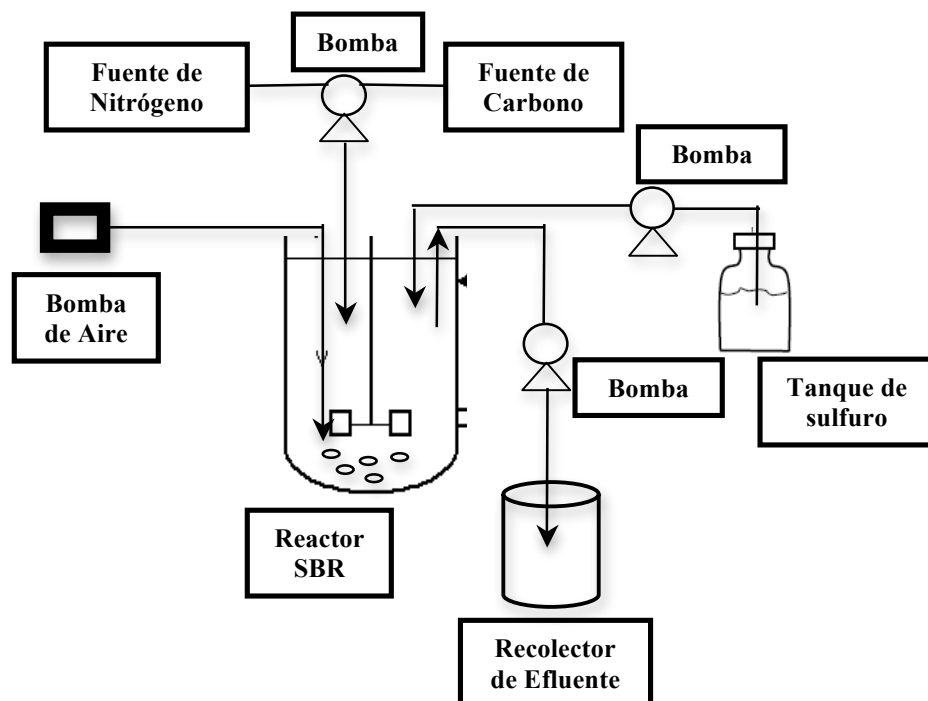 Bomba
Fuente de
Nitrógeno
Fuente de
Carbono
Bomba
Bomba
de Aire
Bomba
Tanque de
sulfuro
Reactor
SBR
Recolector
de Efluente